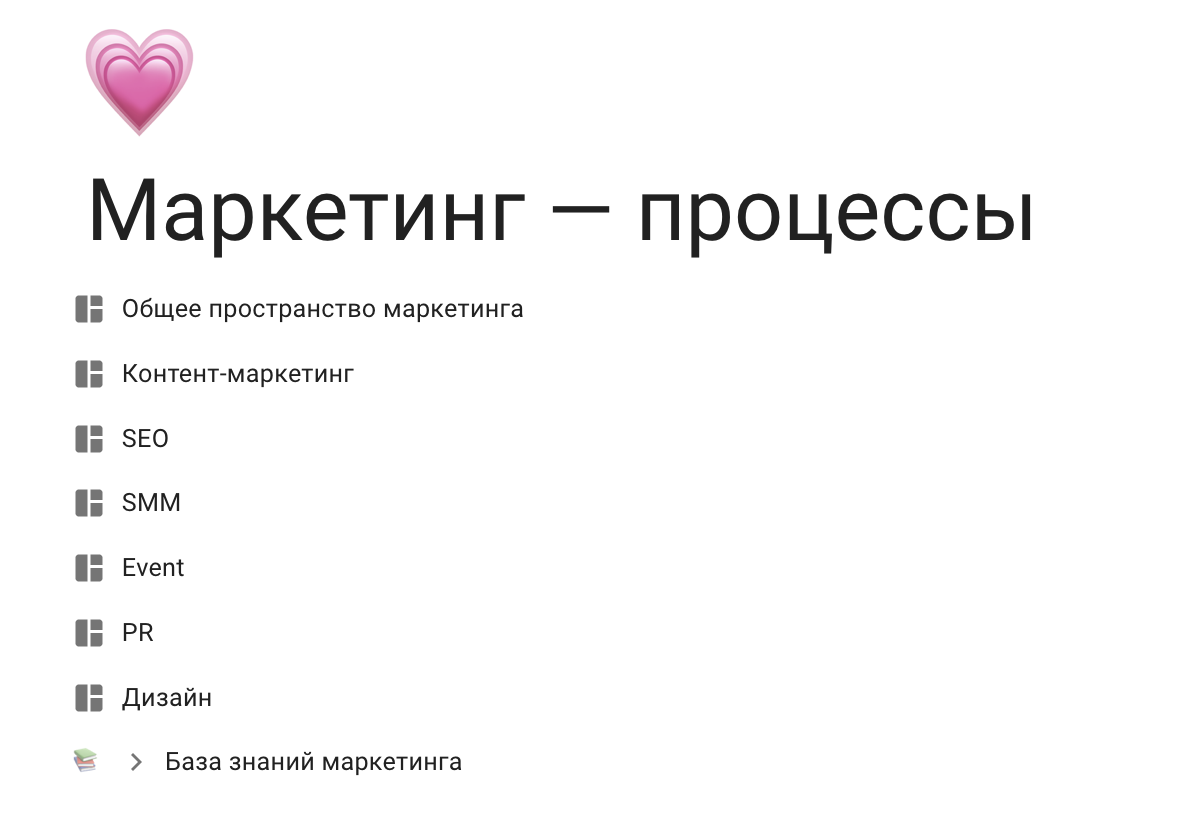 Маркетинг — процессы
Общее пространство маркетинга
Контент-маркетинг
SEO
SMM
Event
PR
Дизайн
База знаний маркетинга